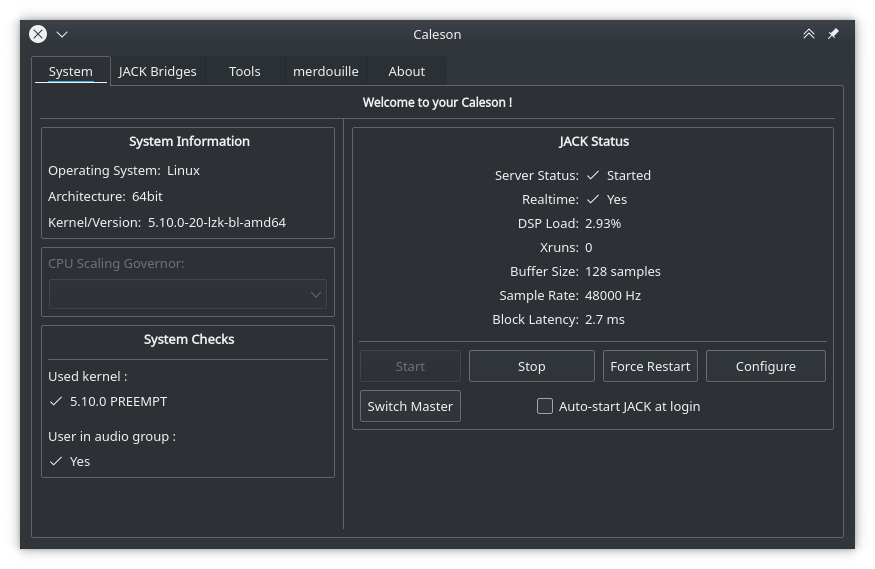 Caleson
System JACK Bridges Tools merdouille About
Welcome to your Caleson !
System Information
Operating System: Linux
Architecture: 64bit
Kernel/Version: 5.10.0-20-lzk-bl-amd64
CPU Scaling Governor:
System Checks
Used kernel :
5.10.0 PREEMPT
User in audio group :
Yes
JACK Status
Server Status: Started
Realtime: Yes
DSP Load: 2.93%
Xruns: 0
Buffer Size: 128 samples
Sample Rate: 48000 Hz
Block Latency: 2.7 ms
Start Stop Force Restart Configure
Switch Master Auto-start JACK at login